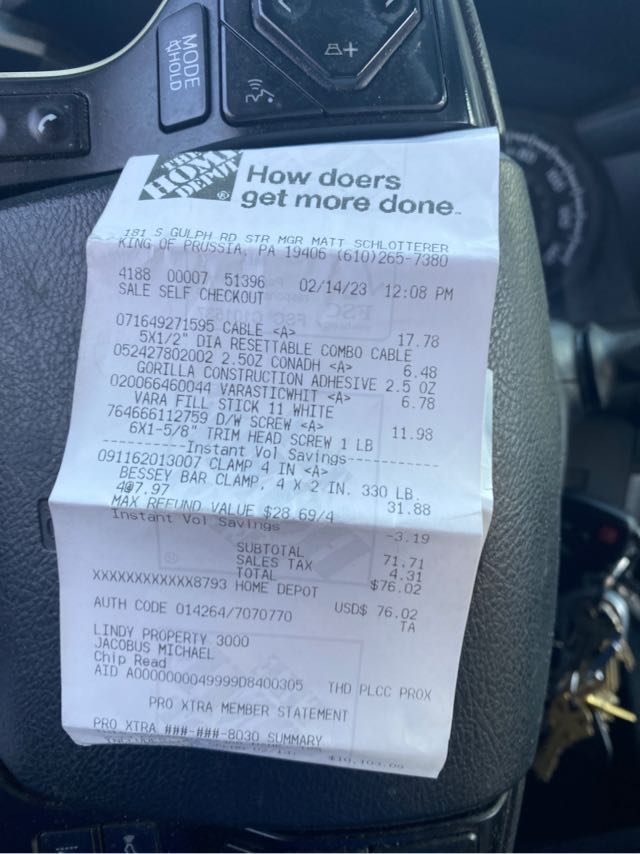 MODE
HOLD
THE
HOME
DEPOT
How doers
get more done
181 S GULPH RD STR MGR MATT SCHLOTTERER
KING OF PRUSSIA, PA 19406 (610)265-7380
4188 00007 51396 02/14/23 12:08 PM
SALE SELF CHECKOUT
071649271595 CABLE <A> 17.78
5X1/2" DIA RESETTABLE COMBO CABLE
052427802002 2.5OZ CONADH <A> 6.48
GORILLA CONSTRUCTION ADHESIVE 2.5 OZ
020066460044 VARASTICWHIT <A> 6.78
VARA FILL STICK 11 WHITE
764666112759 D/W SCREW <A> 11.98
6X1-5/8" TRIM HEAD SCREW 1 LB
----------Instant Vol Savings----------
091162013007 CLAMP 4 IN <A>
BESSEY BAR CLAMP, 4 X 2 IN. 330 LB.
4@7.97 31.88
MAX REFUND VALUE $28.69/4
Instant Vol Savings -3.19
SUBTOTAL 71.71
SALES TAX 4.31
TOTAL $76.02
XXXXXXXXXXXX8793 HOME DEPOT
USD$ 76.02
AUTH CODE 014264/7070770 TA
LINDY PROPERTY 3000
JACOBUS MICHAEL
Chip Read
AID A0000000049999D8400305 THD PLCC PROX
PRO XTRA MEMBER STATEMENT
PRO XTRA ###-###-8030 SUMMARY